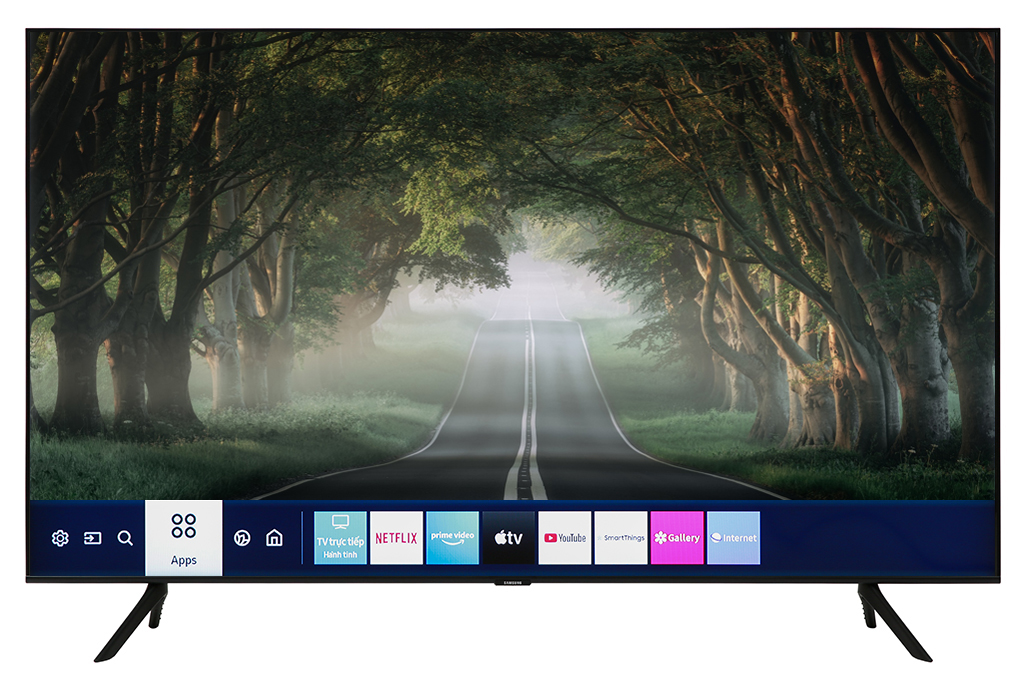 Apps
TV trực tiếp
Hành tinh
NETFLIX
prime video
tv
YouTube
SmartThings
Gallery
Internet
SAMSUNG